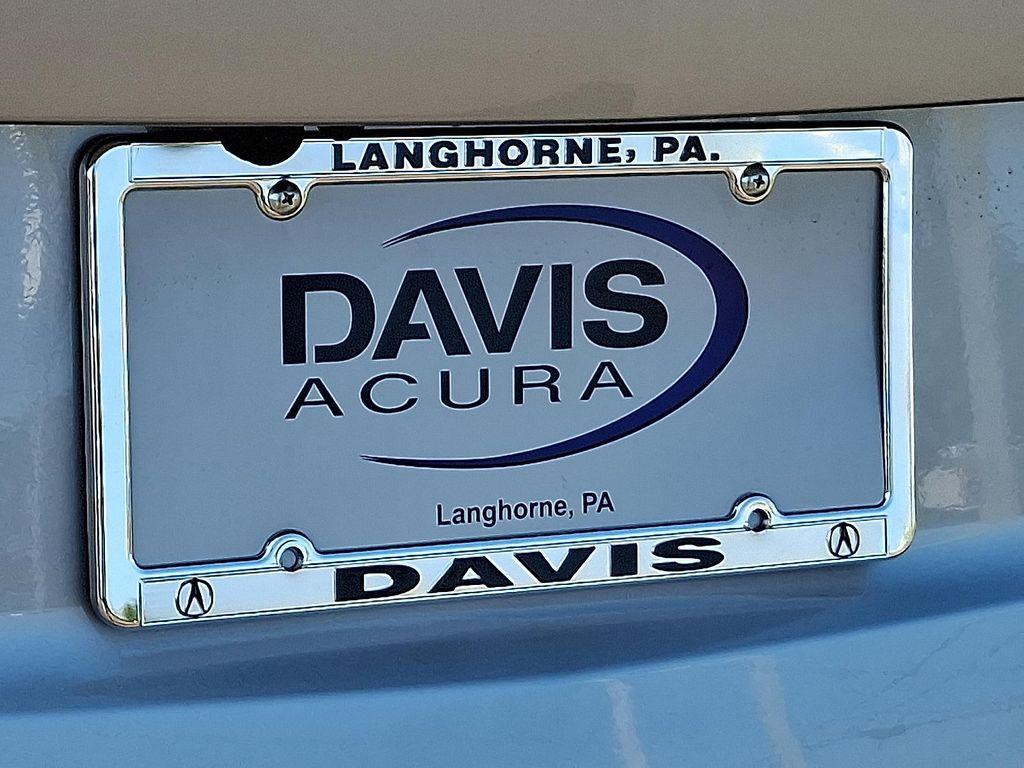 LANGHORNE, PA.
DAVIS
ACURA
Langhorne, PA
DAVIS